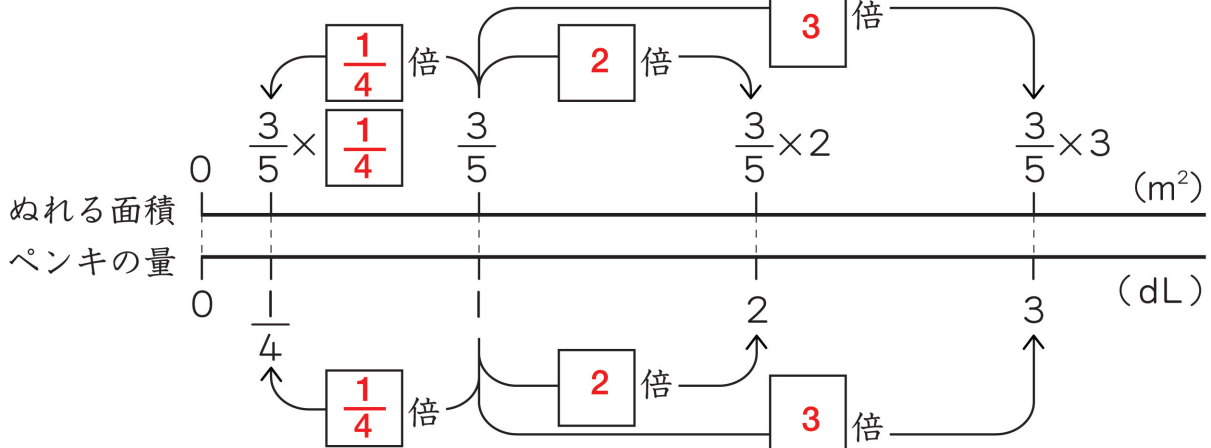 3 倍
1/4 倍 2 倍
3/5 × 1/4 3/5 3/5 × 2 3/5 × 3
0 (m²)
ぬれる面積
ペンキの量
(dL)
0 1/4 1 2 3
1/4 倍 2 倍 3 倍